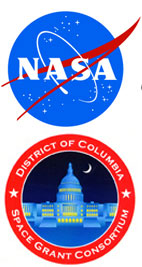 NASA
DISTRICT OF COLUMBIA
SPACE GRANT CONSORTIUM